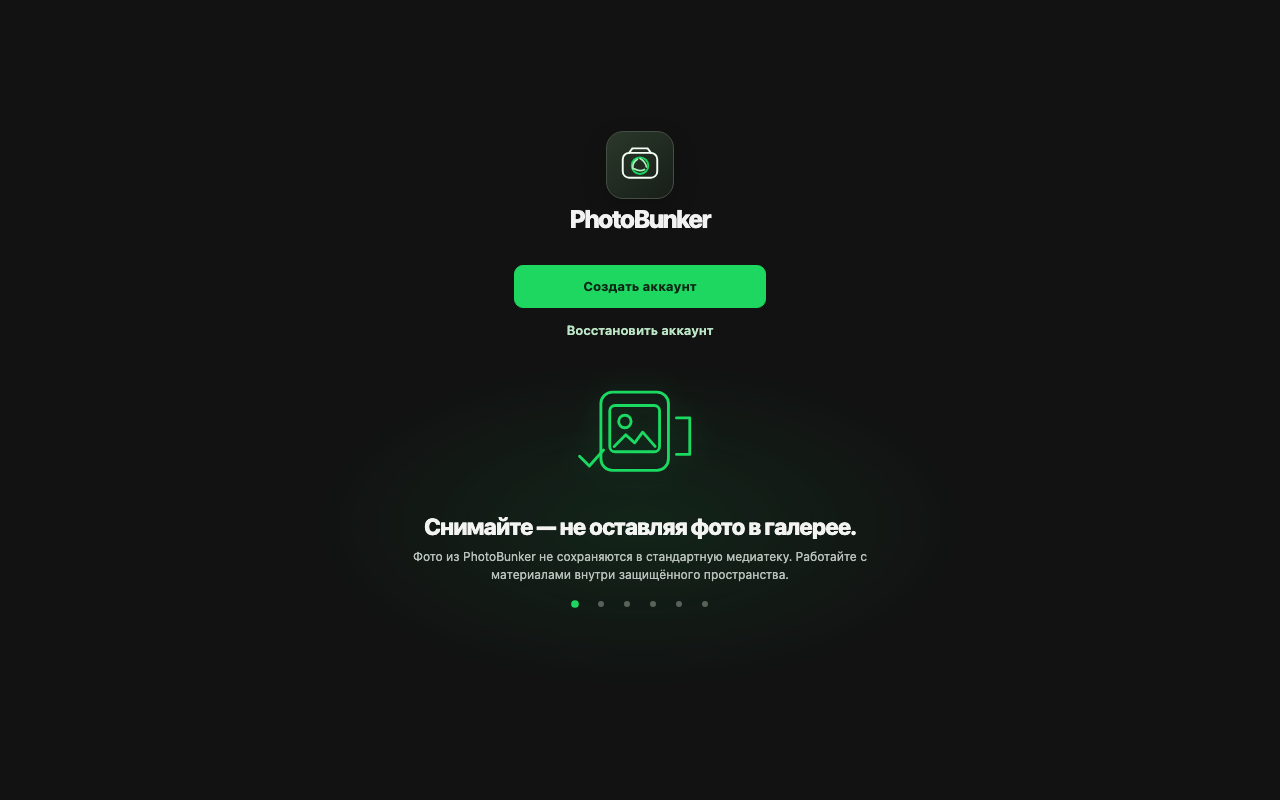 PhotoBunker
Создать аккаунт
Восстановить аккаунт
Снимайте — не оставляя фото в галерее.
Фото из PhotoBunker не сохраняются в стандартную медиатеку. Работайте с
материалами внутри защищённого пространства.